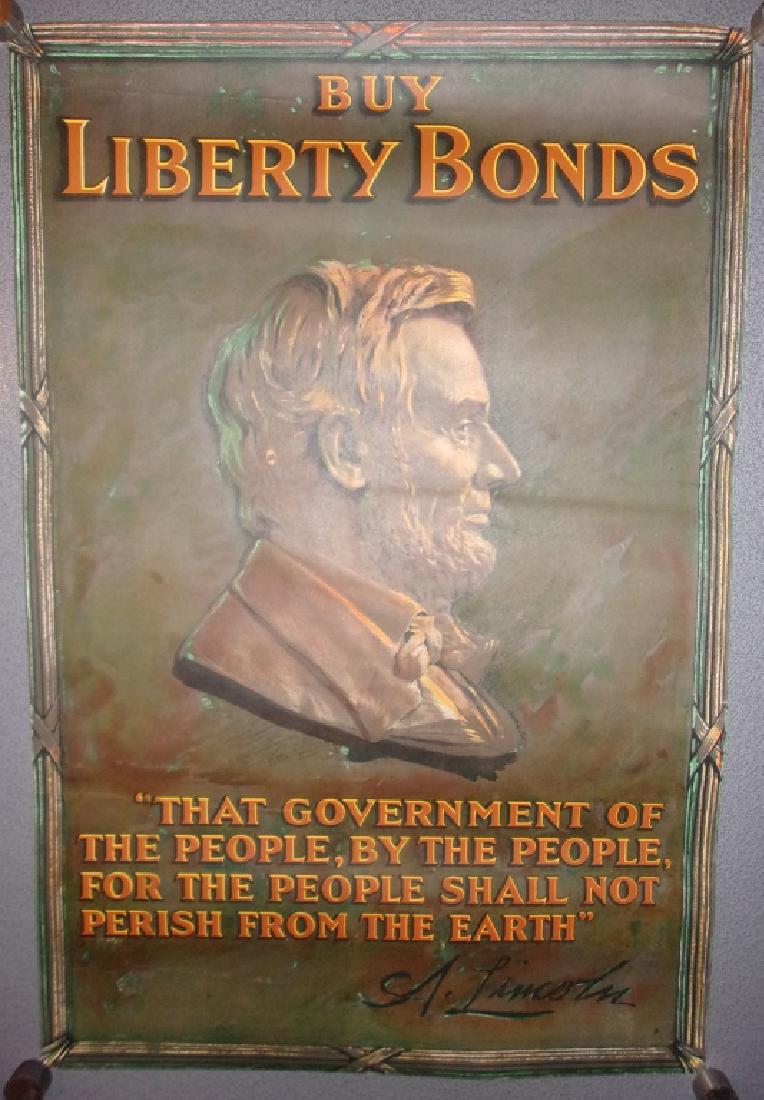 BUY
LIBERTY BONDS
"THAT GOVERNMENT OF
THE PEOPLE, BY THE PEOPLE,
FOR THE PEOPLE SHALL NOT
PERISH FROM THE EARTH"
A. Lincoln